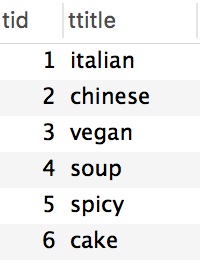 tid ttitle
1 italian
2 chinese
3 vegan
4 soup
5 spicy
6 cake